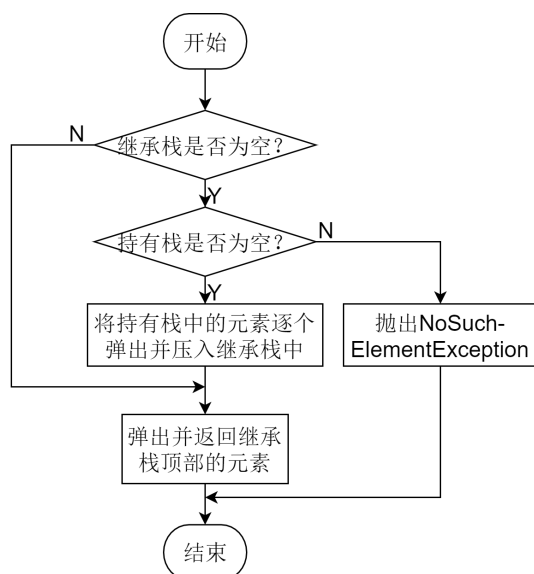 开始
N
继承栈是否为空?
Y
持有栈是否为空?
N
Y
将持有栈中的元素逐个
弹出并压入继承栈中
抛出NoSuch-
ElementException
弹出并返回继承
栈顶部的元素
结束